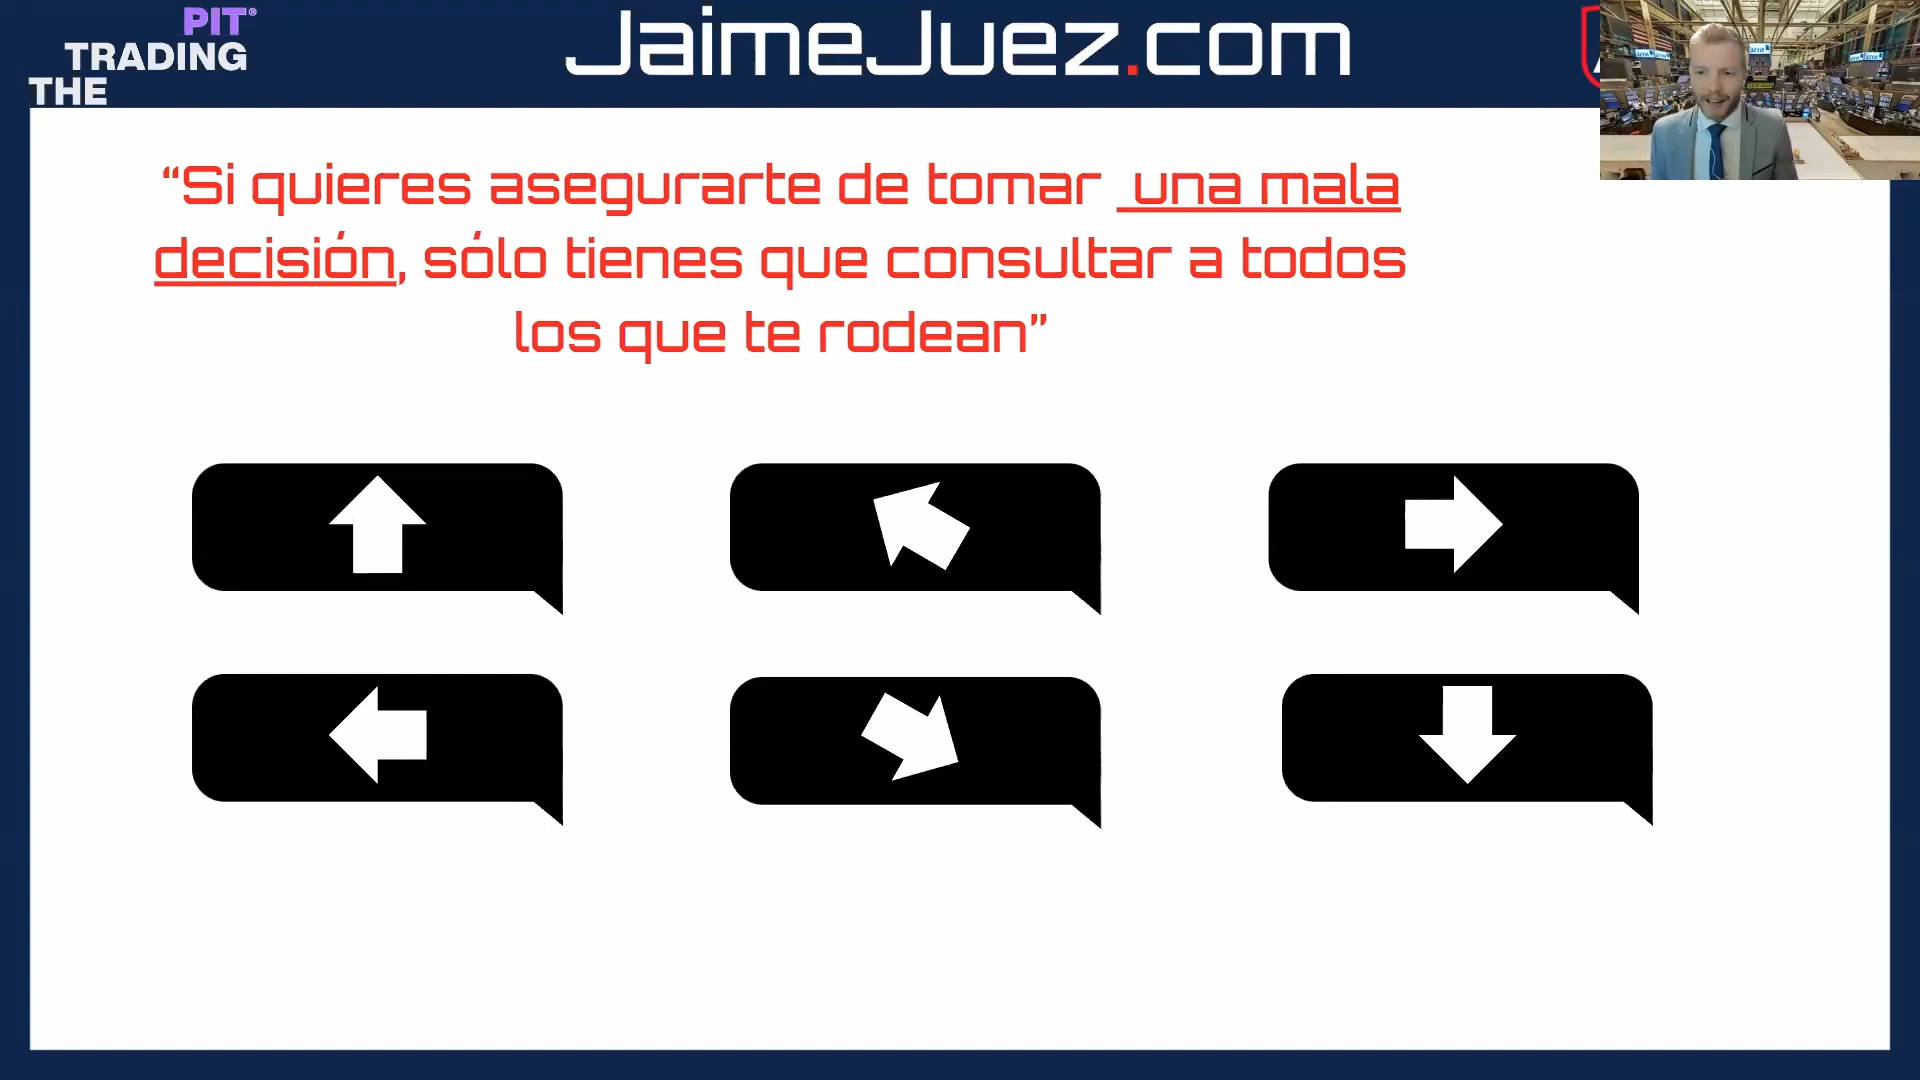 PIT®
TRADING
THE
JaimeJuez.com
“Si quieres asegurarte de tomar una mala
decisión, sólo tienes que consultar a todos
los que te rodean”